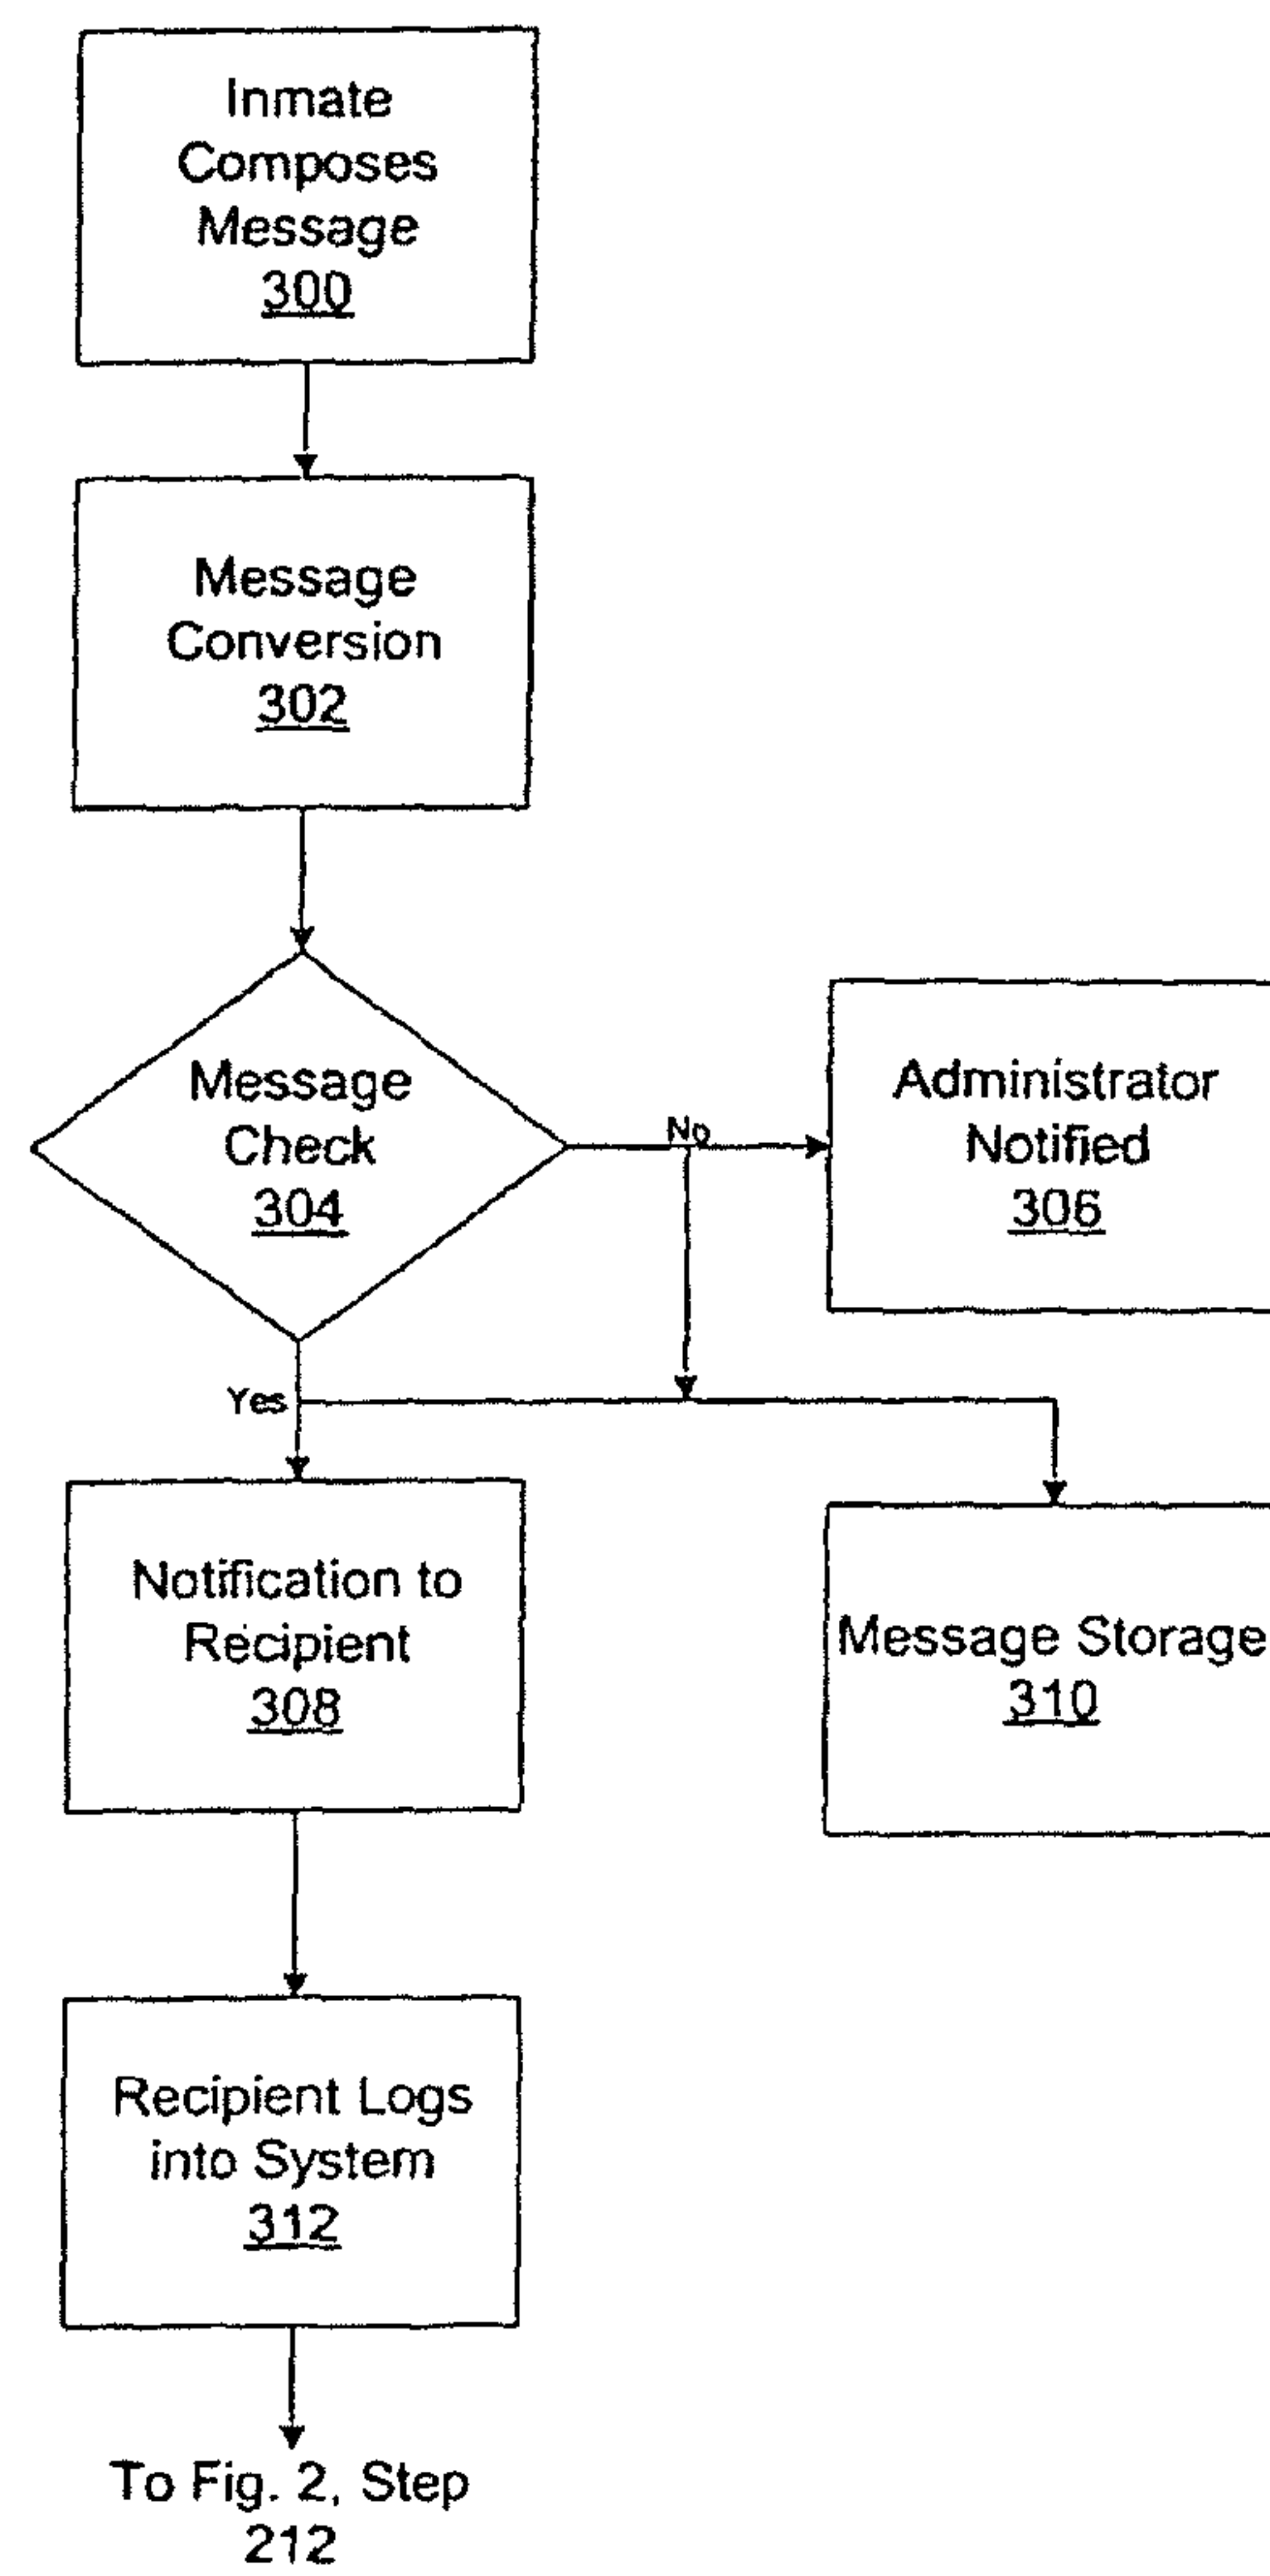 Inmate
Composes
Message
300
Message
Conversion
302
Message
Check
304
No
Administrator
Notified
306
Yes
Notification to
Recipient
308
Message Storage
310
Recipient Logs
into System
312
To Fig. 2, Step
212